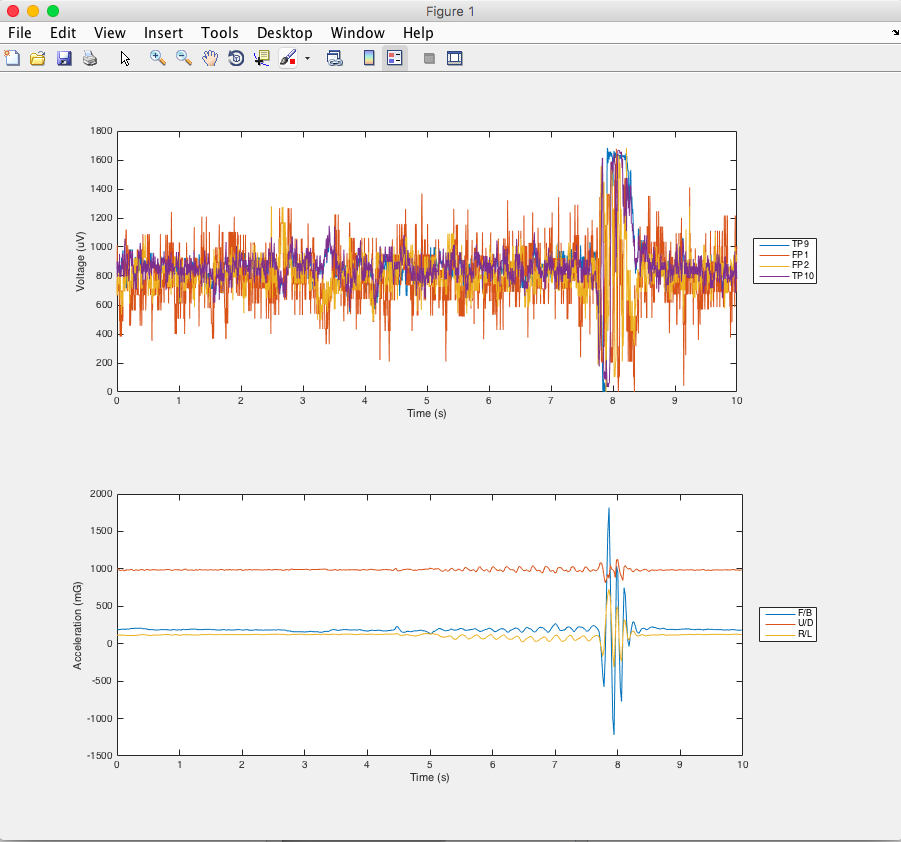 Figure 1
File Edit View Insert Tools Desktop Window Help
1800
1600
1400
1200
1000
800
600
400
200
0
Voltage (uV)
0 1 2 3 4 5 6 7 8 9 10
Time (s)
TP9
FP1
FP2
TP10
2000
1500
1000
500
0
-500
-1000
-1500
Acceleration (mG)
0 1 2 3 4 5 6 7 8 9 10
Time (s)
F/B
U/D
R/L